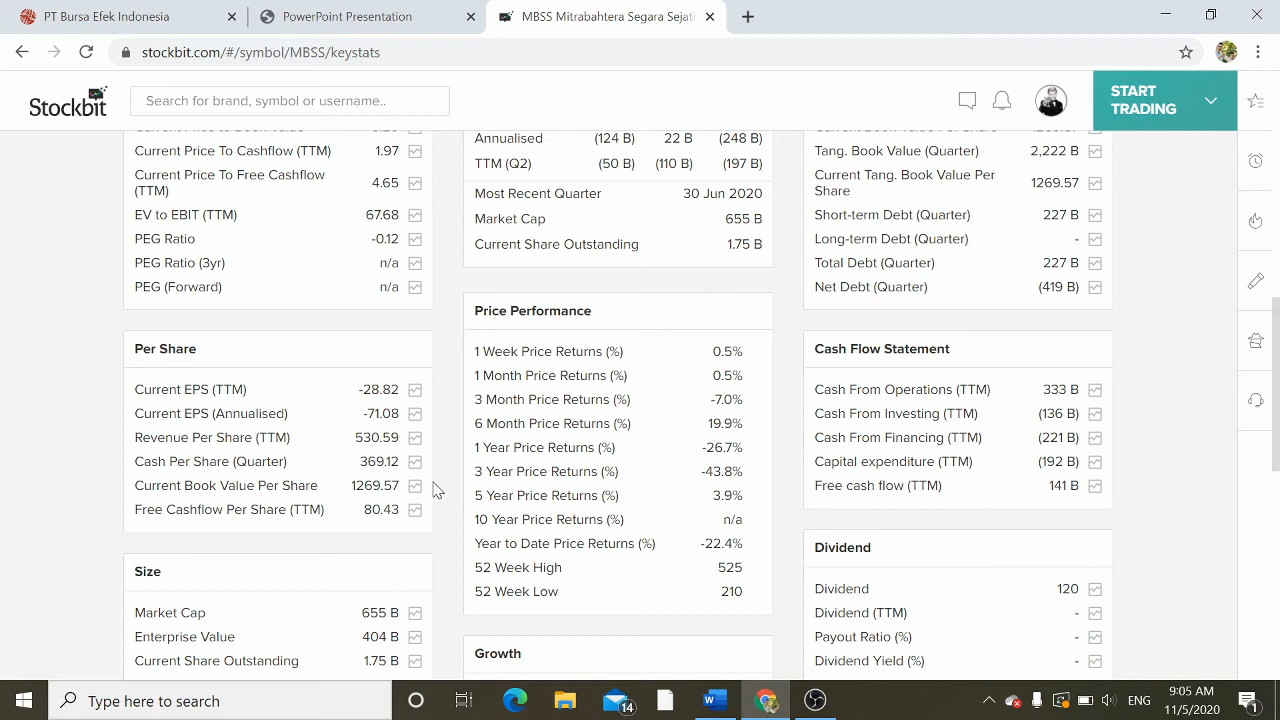 PT Bursa Efek Indonesia
PowerPoint Presentation
MBSS Mitrabahtera Segara Sejati
stockbit.com/#/symbol/MBSS/keystats
Stockbit
Search for brand, symbol or username..
START TRADING
Current Price To Cashflow (TTM) 1.97
Current Price To Free Cashflow
(TTM) 4.65
EV to EBIT (TTM) 67.68
PEG Ratio -0.12
PEG Ratio (3yr) n/a
PEG (Forward) n/a
Per Share
Current EPS (TTM) -28.82
Current EPS (Annualised) -71.08
Revenue Per Share (TTM) 530.59
Cash Per Share (Quarter) 369.12
Current Book Value Per Share 1269.57
Free Cashflow Per Share (TTM) 80.43
Size
Market Cap 655 B
Enterprise Value 404 B
Current Share Outstanding 1.75 B
Annualised (124 B) 22 B (248 B)
TTM (Q2) (50 B) (110 B) (197 B)
Most Recent Quarter 30 Jun 2020
Market Cap 655 B
Current Share Outstanding 1.75 B
Price Performance
1 Week Price Returns (%) 0.5%
1 Month Price Returns (%) 0.5%
3 Month Price Returns (%) -7.0%
6 Month Price Returns (%) 19.9%
1 Year Price Returns (%) -26.7%
3 Year Price Returns (%) -43.8%
5 Year Price Returns (%) 3.9%
10 Year Price Returns (%) n/a
Year to Date Price Returns (%) -22.4%
52 Week High 525
52 Week Low 210
Growth
Tang. Book Value (Quarter) 2,222 B
Current Tang. Book Value Per
Share 1269.57
Short-term Debt (Quarter) 227 B
Long-term Debt (Quarter) -
Total Debt (Quarter) 227 B
Net Debt (Quarter) (419 B)
Cash Flow Statement
Cash From Operations (TTM) 333 B
Cash From Investing (TTM) (136 B)
Cash From Financing (TTM) (221 B)
Capital expenditure (TTM) (192 B)
Free cash flow (TTM) 141 B
Dividend
Dividend 120
Dividend (TTM) -
Payout Ratio (%) -
Dividend Yield (%) -
Type here to search
14
ENG
9:05 AM
11/5/2020
1